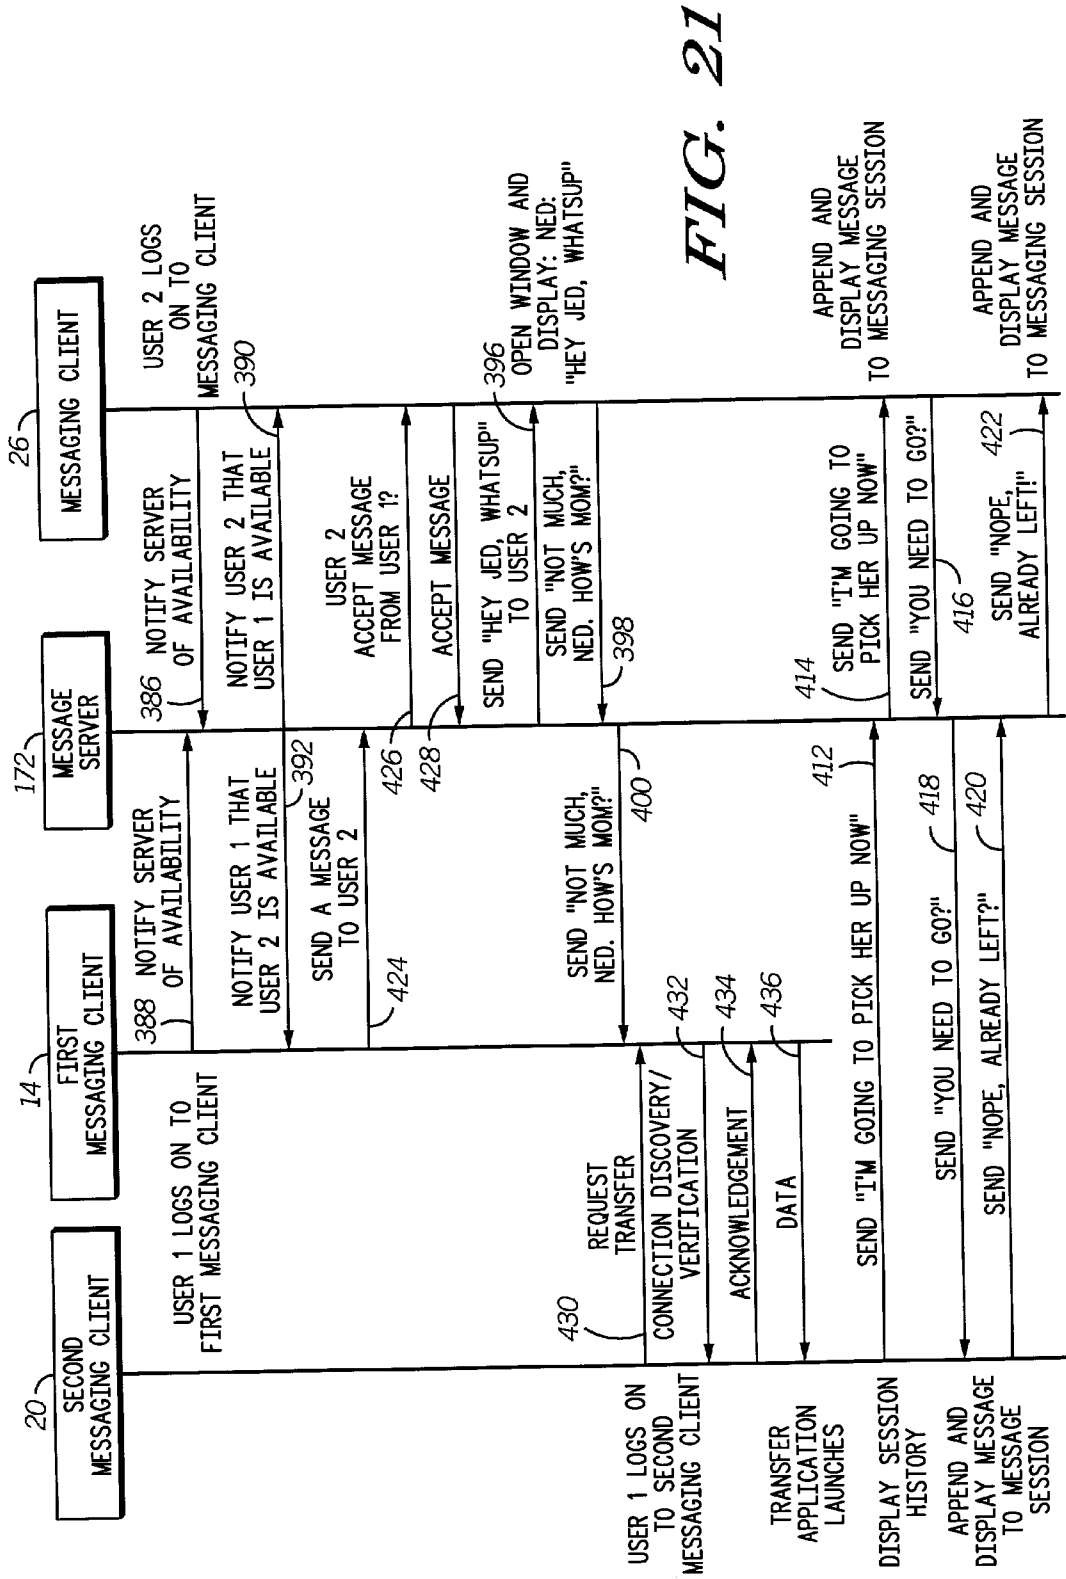 20
SECOND
MESSAGING CLIENT
14
FIRST
MESSAGING CLIENT
172
MESSAGE
SERVER
26
MESSAGING CLIENT
USER 1 LOGS ON TO
FIRST MESSAGING CLIENT
388
NOTIFY SERVER
OF AVAILABILITY
386
NOTIFY SERVER
OF AVAILABILITY
USER 2 LOGS
ON TO
MESSAGING CLIENT
NOTIFY USER 1 THAT
USER 2 IS AVAILABLE
392
NOTIFY USER 2 THAT
USER 1 IS AVAILABLE
390
SEND A MESSAGE
TO USER 2
424
USER 2
ACCEPT MESSAGE
FROM USER 1?
426
ACCEPT MESSAGE
428
SEND "HEY JED, WHATSUP"
TO USER 2
396
OPEN WINDOW AND
DISPLAY: NED:
"HEY JED, WHATSUP"
SEND "NOT MUCH,
NED. HOW'S MOM?"
398
SEND "NOT MUCH,
NED. HOW'S MOM?"
400
USER 1 LOGS ON
TO SECOND
MESSAGING CLIENT
430
REQUEST
TRANSFER
CONNECTION DISCOVERY/
VERIFICATION
432
ACKNOWLEDGEMENT
434
TRANSFER
APPLICATION
LAUNCHES
DATA
436
DISPLAY SESSION
HISTORY
SEND "I'M GOING TO PICK HER UP NOW"
412
414
SEND "I'M GOING TO
PICK HER UP NOW"
APPEND AND
DISPLAY MESSAGE
TO MESSAGING SESSION
SEND "YOU NEED TO GO?"
416
APPEND AND
DISPLAY MESSAGE
TO MESSAGE
SESSION
SEND "YOU NEED TO GO?"
418
SEND "NOPE, ALREADY LEFT?"
420
SEND "NOPE,
ALREADY LEFT!"
422
APPEND AND
DISPLAY MESSAGE
TO MESSAGING SESSION
FIG. 21